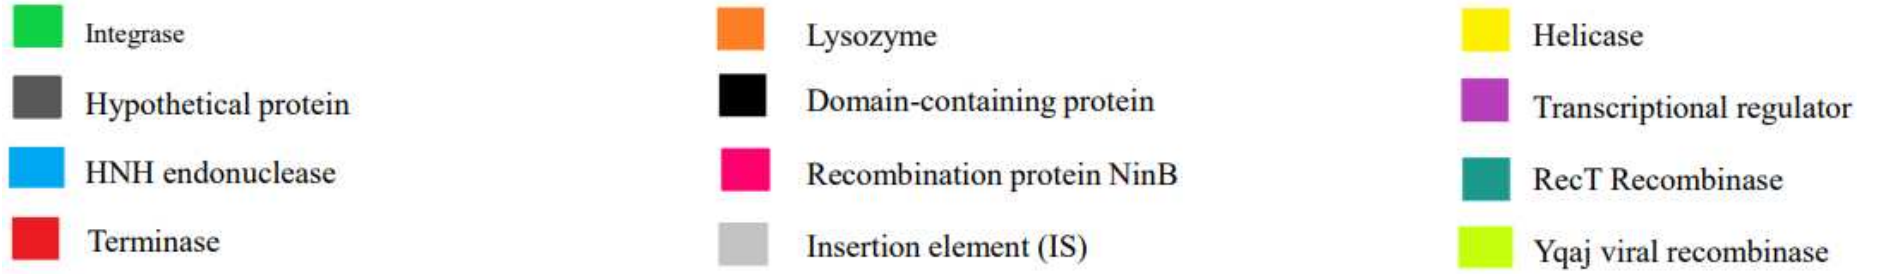 Integrase
Hypothetical protein
HNH endonuclease
Terminase
Lysozyme
Domain-containing protein
Recombination protein NinB
Insertion element (IS)
Helicase
Transcriptional regulator
RecT Recombinase
Yqaj viral recombinase